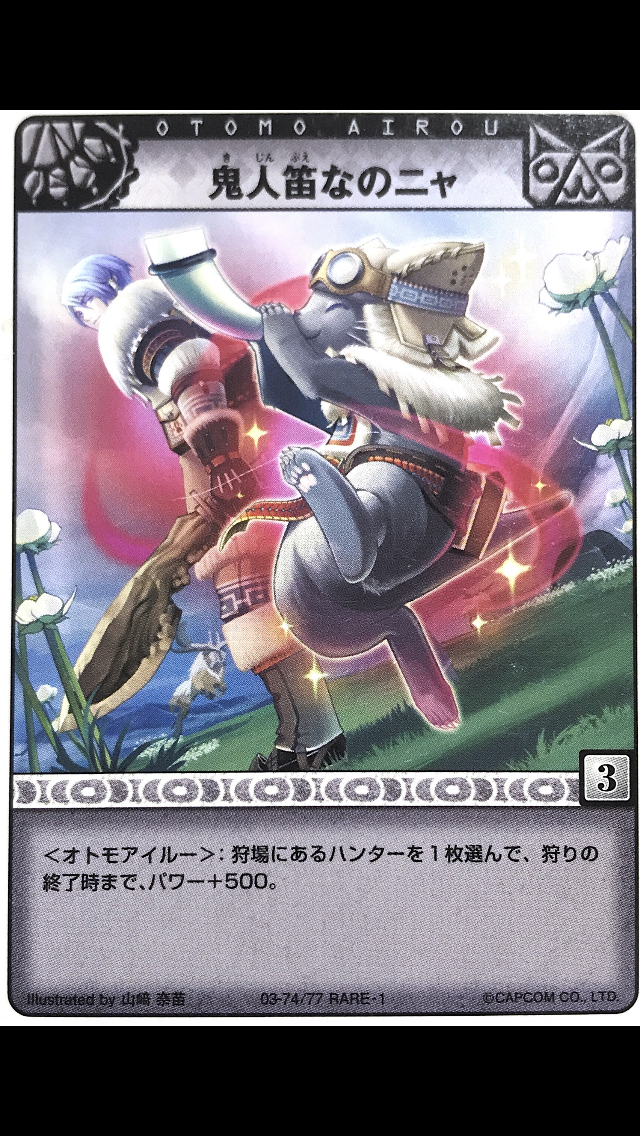 OTOMO AIROU
き じん ぶえ
鬼人笛なのニャ
3
<オトモアイルー>：狩場にあるハンターを1枚選んで、狩りの
終了時まで、パワー+500。
Illustrated by 山﨑 奈苗 03-74/77 RARE-1 ©CAPCOM CO., LTD.